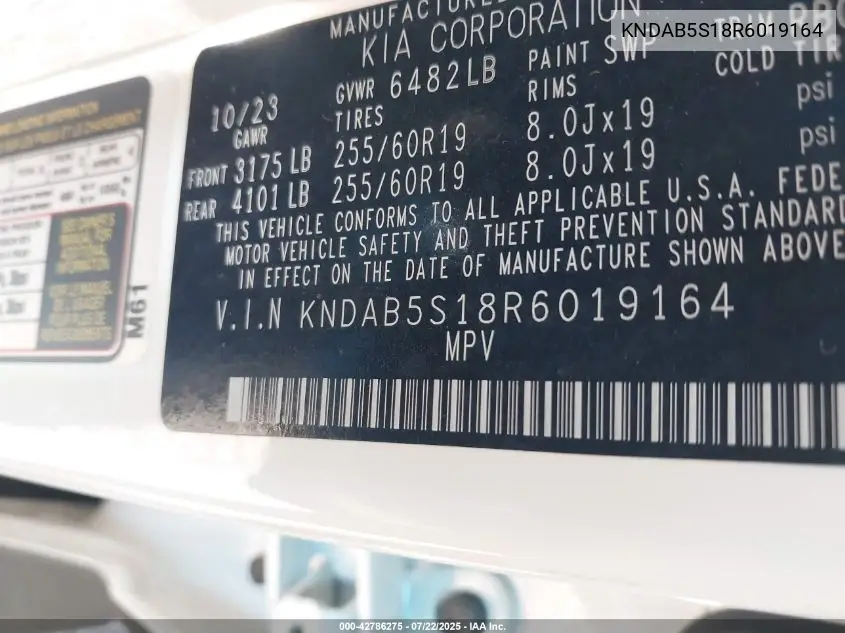 KNDAB5S18R6019164
MANUFACTURED
KIA CORPORATION
10/23
GVWR 6482LB
PAINT SWP
GAWR
TIRES
RIMS
COLD TIR
FRONT 3175 LB 255/60R19 8.0Jx19 psi
REAR 4101 LB 255/60R19 8.0Jx19 psi
THIS VEHICLE CONFORMS TO ALL APPLICABLE U.S.A. FEDE
MOTOR VEHICLE SAFETY AND THEFT PREVENTION STANDARD
IN EFFECT ON THE DATE OF MANUFACTURE SHOWN ABOVE
V.I.N KNDAB5S18R6019164
MPV
M61
000-42786275 - 07/22/2025 - IAA, Inc.